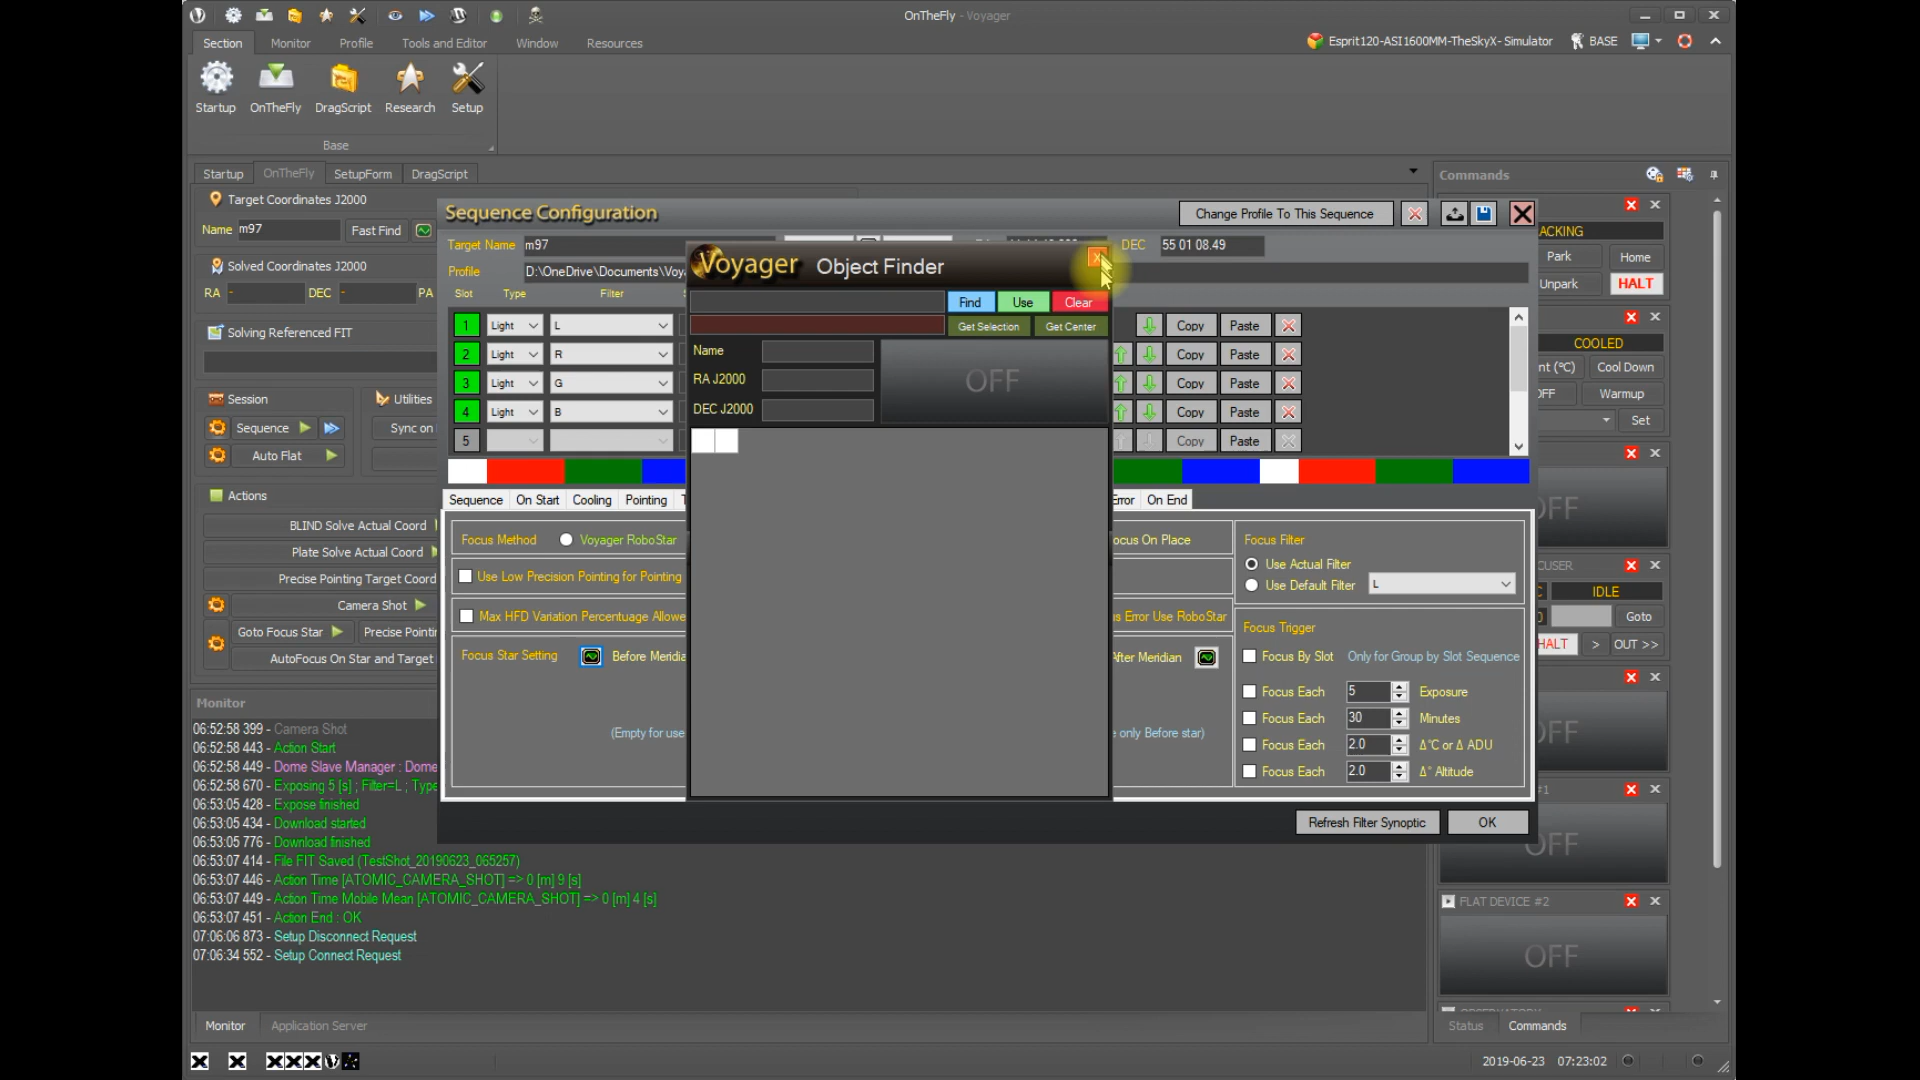 OnTheFly - Voyager
Section Monitor Profile Tools and Editor Window Resources
Esprit120-ASI1600MM-TheSkyX- Simulator BASE
Startup OnTheFly DragScript Research Setup
Base
Startup OnTheFly SetupForm DragScript
Commands
Target Coordinates J2000
Name m97 Fast Find
Solved Coordinates J2000
RA - DEC - PA
Solving Referenced FIT
Session Utilities
Sequence Sync on
Auto Flat
Actions
BLIND Solve Actual Coord
Plate Solve Actual Coord
Precise Pointing Target Coord
Camera Shot
Goto Focus Star Precise Pointin
AutoFocus On Star and Target
Sequence Configuration
Change Profile To This Sequence
Target Name m97 DEC 55 01 08.49
Profile D:\OneDrive\Documents\Voya
Slot Type Filter
1 Light L Copy Paste
2 Light R Copy Paste
3 Light G Copy Paste
4 Light B Copy Paste
5 Copy Paste
Sequence On Start Cooling Pointing T Error On End
Focus Method Voyager RoboStar ocus On Place
Use Low Precision Pointing for Pointing
Max HFD Variation Percentuage Allowe s Error Use RoboStar
Focus Star Setting Before Meridia After Meridian
(Empty for use e only Before star)
Focus Filter
Use Actual Filter
Use Default Filter L
Focus Trigger
Focus By Slot Only for Group by Slot Sequence
Focus Each 5 Exposure
Focus Each 30 Minutes
Focus Each 2.0 Δ°C or Δ ADU
Focus Each 2.0 Δ° Altitude
Refresh Filter Synoptic OK
Voyager Object Finder
Find Use Clear
Get Selection Get Center
Name
RA J2000
DEC J2000
OFF
ACKING
Park Home
Unpark HALT
COOLED
nt (°C) Cool Down
OFF Warmup
Set
OFF
CUSER
IDLE
Goto
HALT > OUT >>
OFF
#1
OFF
FLAT DEVICE #2
OFF
Status Commands
Monitor
06:52:58 399 - Camera Shot
06:52:58 443 - Action Start
06:52:58 449 - Dome Slave Manager : Dome
06:52:58 670 - Exposing 5 [s] ; Filter=L ; Type
06:53:05 428 - Expose finished
06:53:05 434 - Download started
06:53:05 776 - Download finished
06:53:07 414 - File FIT Saved (TestShot_20190623_065257)
06:53:07 446 - Action Time [ATOMIC_CAMERA_SHOT] => 0 [m] 9 [s]
06:53:07 449 - Action Time Mobile Mean [ATOMIC_CAMERA_SHOT] => 0 [m] 4 [s]
06:53:07 451 - Action End : OK
07:06:06 873 - Setup Disconnect Request
07:06:34 552 - Setup Connect Request
Monitor Application Server
2019-06-23 07:23:02